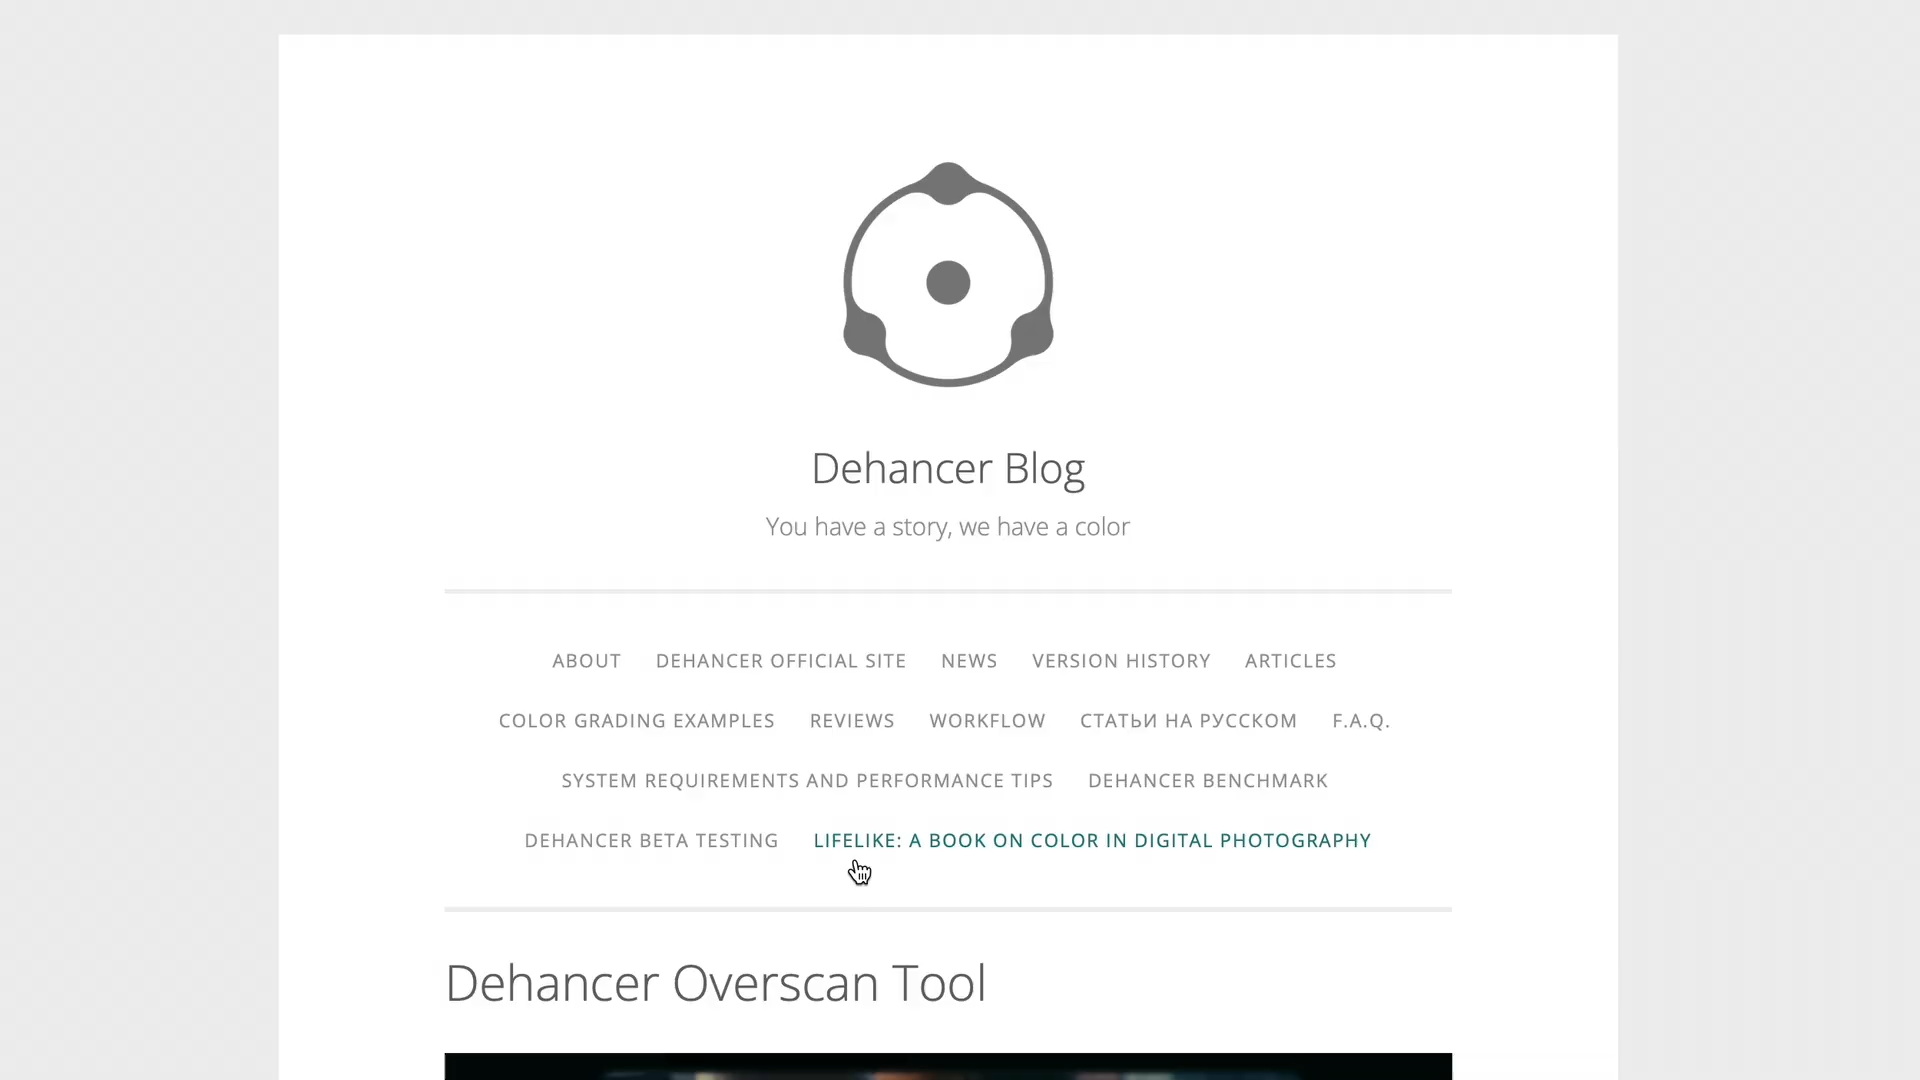 Dehancer Blog
You have a story, we have a color
ABOUT DEHANCER OFFICIAL SITE NEWS VERSION HISTORY ARTICLES
COLOR GRADING EXAMPLES REVIEWS WORKFLOW СТАТЬИ НА РУССКОМ F.A.Q.
SYSTEM REQUIREMENTS AND PERFORMANCE TIPS DEHANCER BENCHMARK
DEHANCER BETA TESTING LIFELIKE: A BOOK ON COLOR IN DIGITAL PHOTOGRAPHY
Dehancer Overscan Tool